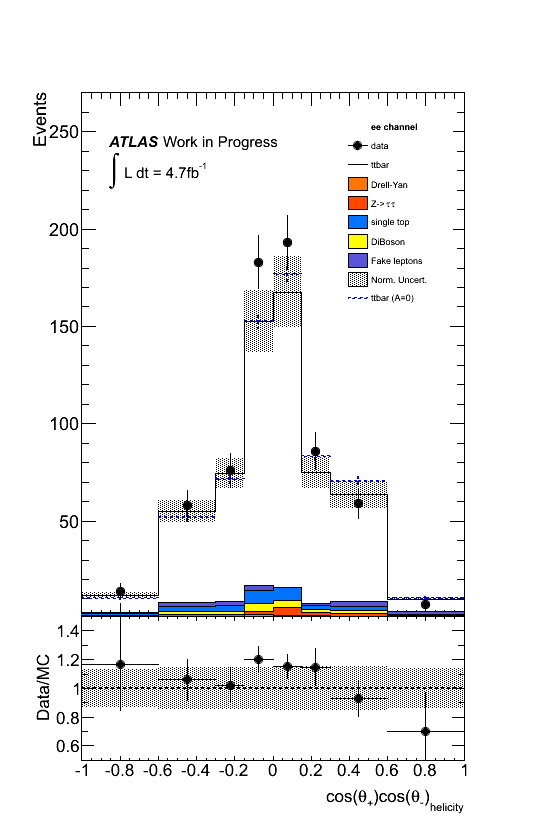 Events
250
200
150
100
50
ATLAS Work in Progress
∫ L dt = 4.7fb⁻¹
ee channel
data
ttbar
Drell-Yan
Z->ττ
single top
DiBoson
Fake leptons
Norm. Uncert.
ttbar (A=0)
Data/MC
1.4
1.2
1
0.8
0.6
-1 -0.8 -0.6 -0.4 -0.2 0 0.2 0.4 0.6 0.8 1
cos(θ₊)cos(θ₋)helicity